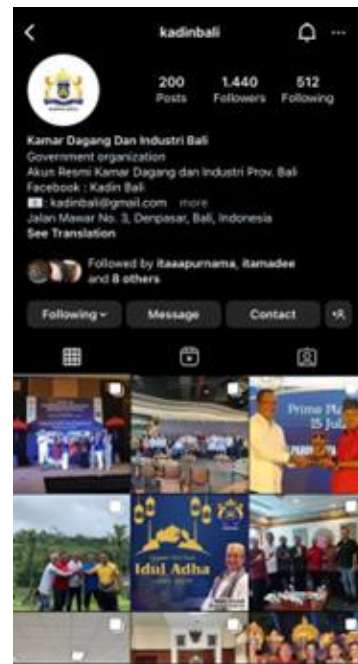 kadinbali
200 1.440 512
Posts Followers Following
Kamar Dagang Dan Industri Bali
Government organization
Akun Resmi Kamar Dagang dan Industri Prov. Bali
Facebook : Kadin Bali
: kadinbali@gmail.com more
Jalan Mawar No. 3, Denpasar, Bali, Indonesia
See Translation
Followed by itaaapurnama, itamadee
and 8 others
Following Message Contact
Prime Pl
15 Jul
Idul Adha